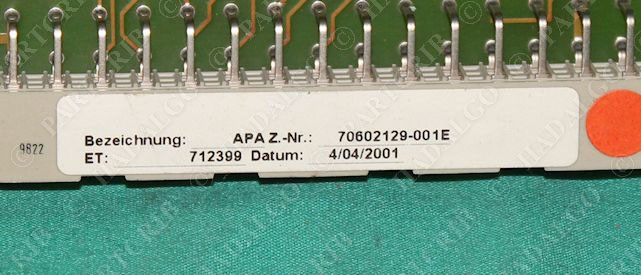 9822
Bezeichnung: APA Z.-Nr.: 70602129-001E
ET: 712399 Datum: 4/04/2001